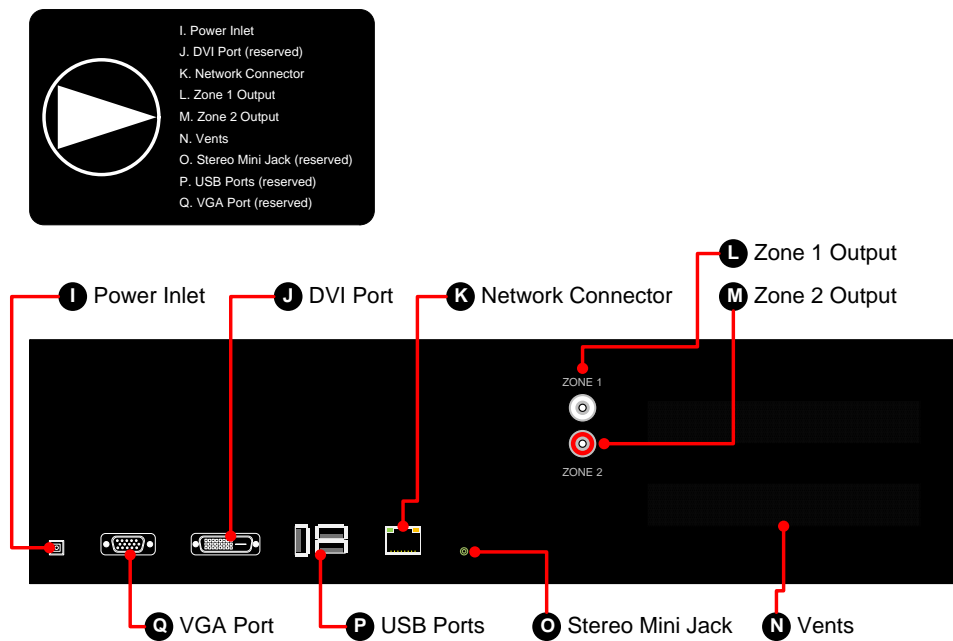 I. Power Inlet
J. DVI Port (reserved)
K. Network Connector
L. Zone 1 Output
M. Zone 2 Output
N. Vents
O. Stereo Mini Jack (reserved)
P. USB Ports (reserved)
Q. VGA Port (reserved)
L Zone 1 Output
I Power Inlet
J DVI Port
K Network Connector
M Zone 2 Output
ZONE 1
ZONE 2
Q VGA Port
P USB Ports
O Stereo Mini Jack
N Vents